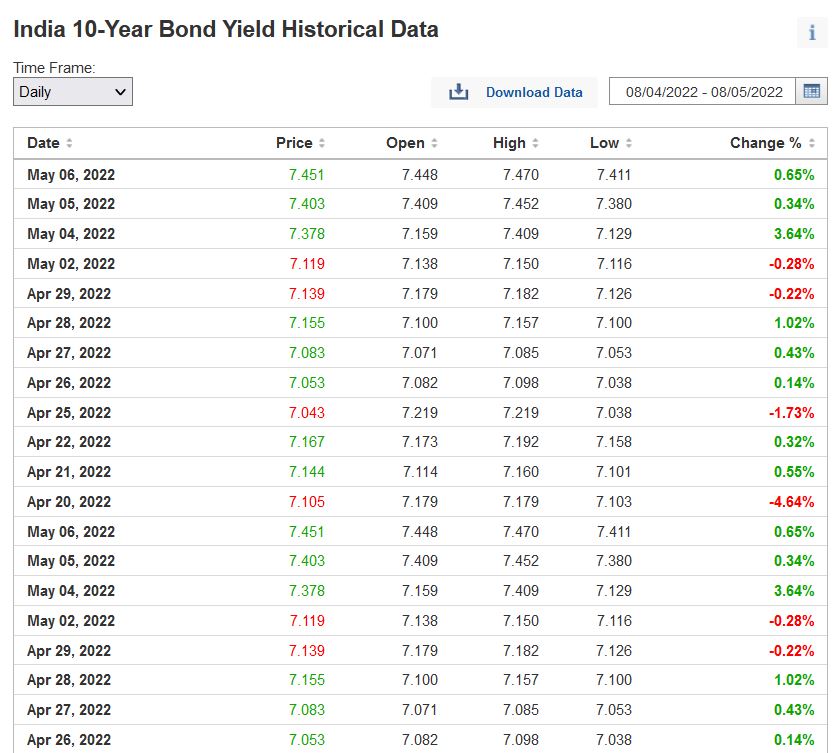 India 10-Year Bond Yield Historical Data
i
Time Frame:
Daily
Download Data
08/04/2022 - 08/05/2022
Date Price Open High Low Change %
May 06, 2022 7.451 7.448 7.470 7.411 0.65%
May 05, 2022 7.403 7.409 7.452 7.380 0.34%
May 04, 2022 7.378 7.159 7.409 7.129 3.64%
May 02, 2022 7.119 7.138 7.150 7.116 -0.28%
Apr 29, 2022 7.139 7.179 7.182 7.126 -0.22%
Apr 28, 2022 7.155 7.100 7.157 7.100 1.02%
Apr 27, 2022 7.083 7.071 7.085 7.053 0.43%
Apr 26, 2022 7.053 7.082 7.098 7.038 0.14%
Apr 25, 2022 7.043 7.219 7.219 7.038 -1.73%
Apr 22, 2022 7.167 7.173 7.192 7.158 0.32%
Apr 21, 2022 7.144 7.114 7.160 7.101 0.55%
Apr 20, 2022 7.105 7.179 7.179 7.103 -4.64%
May 06, 2022 7.451 7.448 7.470 7.411 0.65%
May 05, 2022 7.403 7.409 7.452 7.380 0.34%
May 04, 2022 7.378 7.159 7.409 7.129 3.64%
May 02, 2022 7.119 7.138 7.150 7.116 -0.28%
Apr 29, 2022 7.139 7.179 7.182 7.126 -0.22%
Apr 28, 2022 7.155 7.100 7.157 7.100 1.02%
Apr 27, 2022 7.083 7.071 7.085 7.053 0.43%
Apr 26, 2022 7.053 7.082 7.098 7.038 0.14%